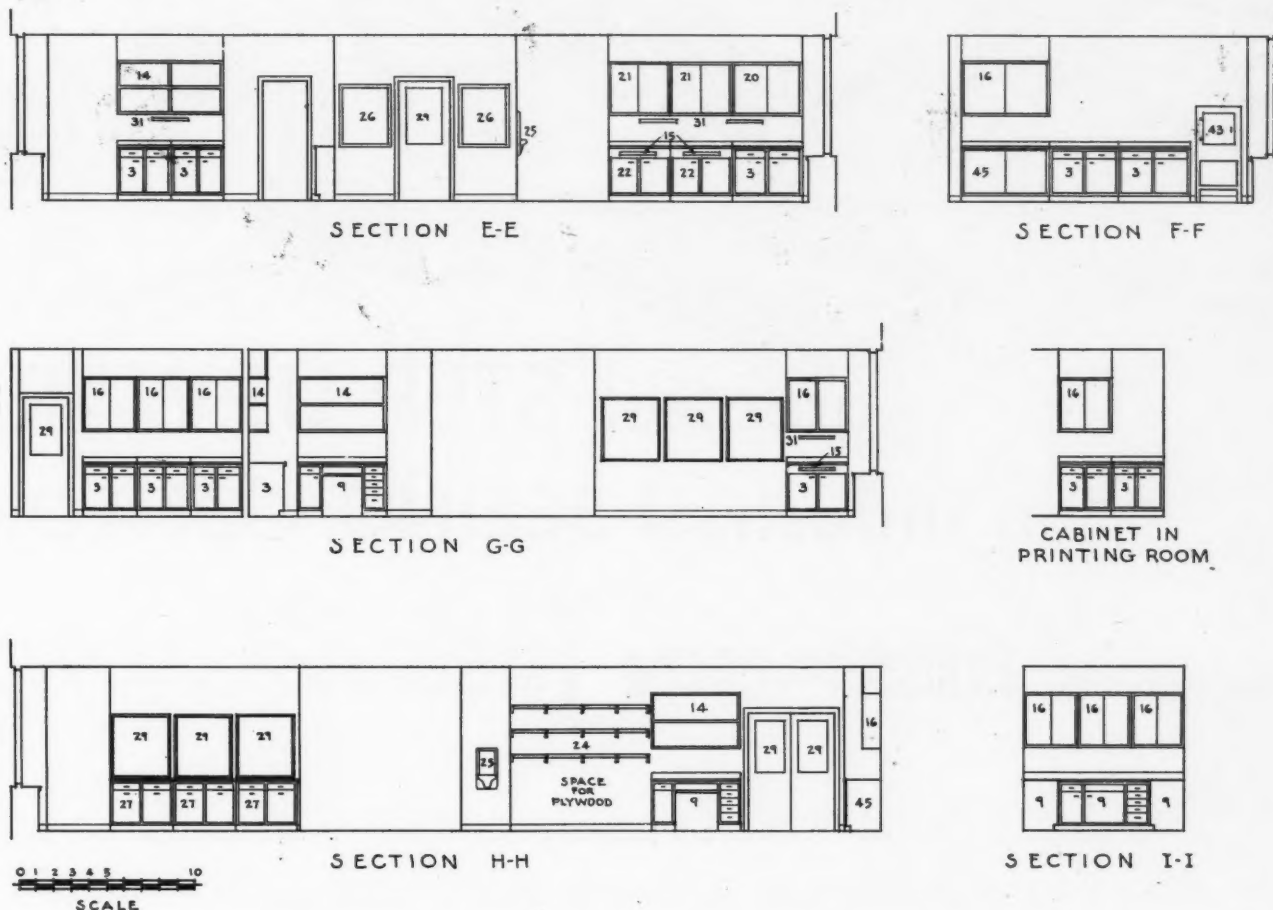 14
31
3 3
26 29 26
25
21 21 20
31
15
22 22 3
SECTION E-E
16
43
45 3 3
SECTION F-F
29
16 16 16
14 14
3 3 3
3
9
29 29 29
16
31
15
3
SECTION G-G
16
3 3
CABINET IN
PRINTING ROOM
29 29 29
27 27 27
25
24
SPACE
FOR
PLYWOOD
14
9
29 29
16
45
SECTION H-H
16 16 16
9 9 9
SECTION I-I
0 1 2 3 4 5 10
SCALE